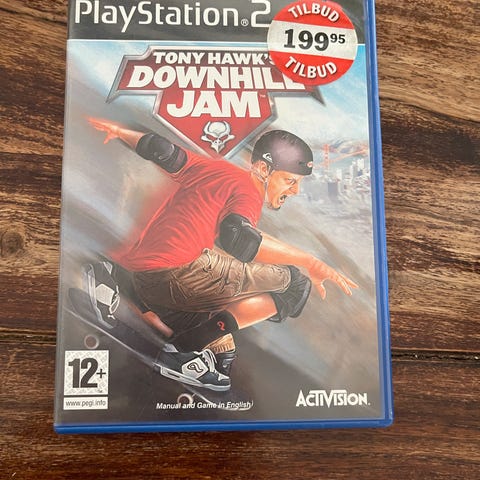 PlayStation® 2
TILBUD
199 95
TILBUD
TONY HAWK'S
DOWNHILL
JAM™
12+
www.pegi.info
Manual and Game in English
ACTIVISION.